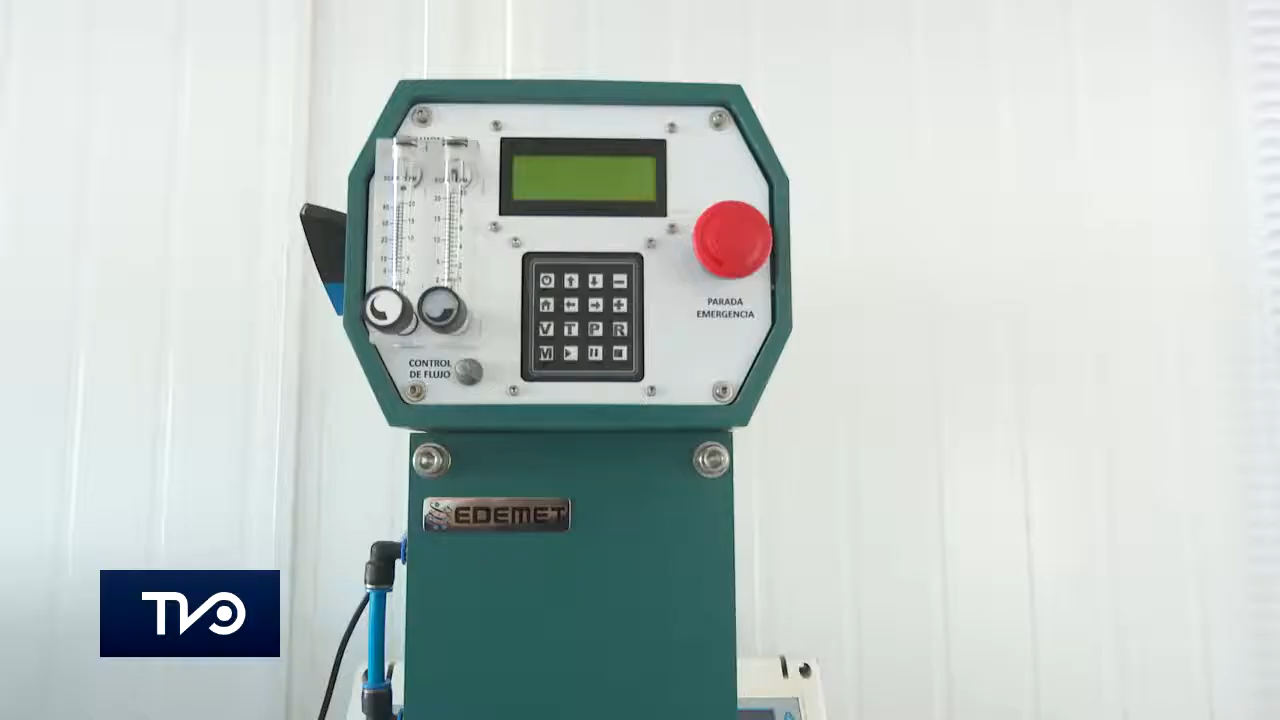 PARADA
EMERGENCIA
V T P R
M
CONTROL
DE FLUJO
EDEMET
TVO